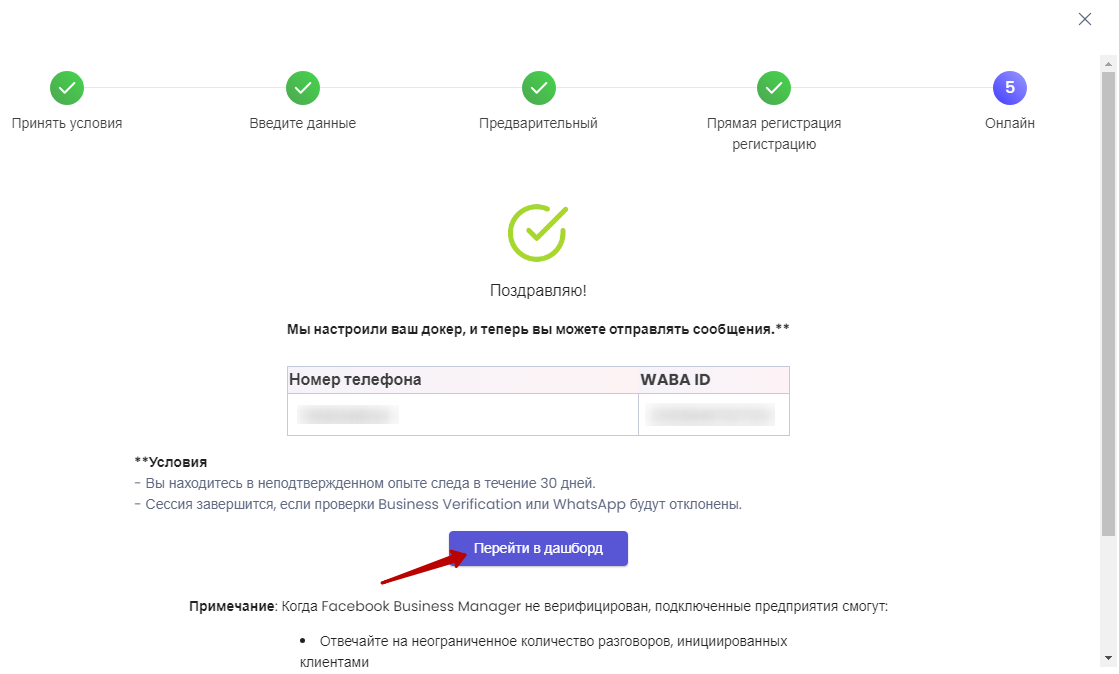 5
Принять условия
Введите данные
Предварительный
Прямая регистрация
регистрацию
Онлайн
Поздравляю!
Мы настроили ваш докер, и теперь вы можете отправлять сообщения.**
Номер телефона WABA ID
**Условия
- Вы находитесь в неподтвержденном опыте следа в течение 30 дней.
- Сессия завершится, если проверки Business Verification или WhatsApp будут отклонены.
Перейти в дашборд
Примечание: Когда Facebook Business Manager не верифицирован, подключенные предприятия смогут:
• Отвечайте на неограниченное количество разговоров, инициированных
клиентами